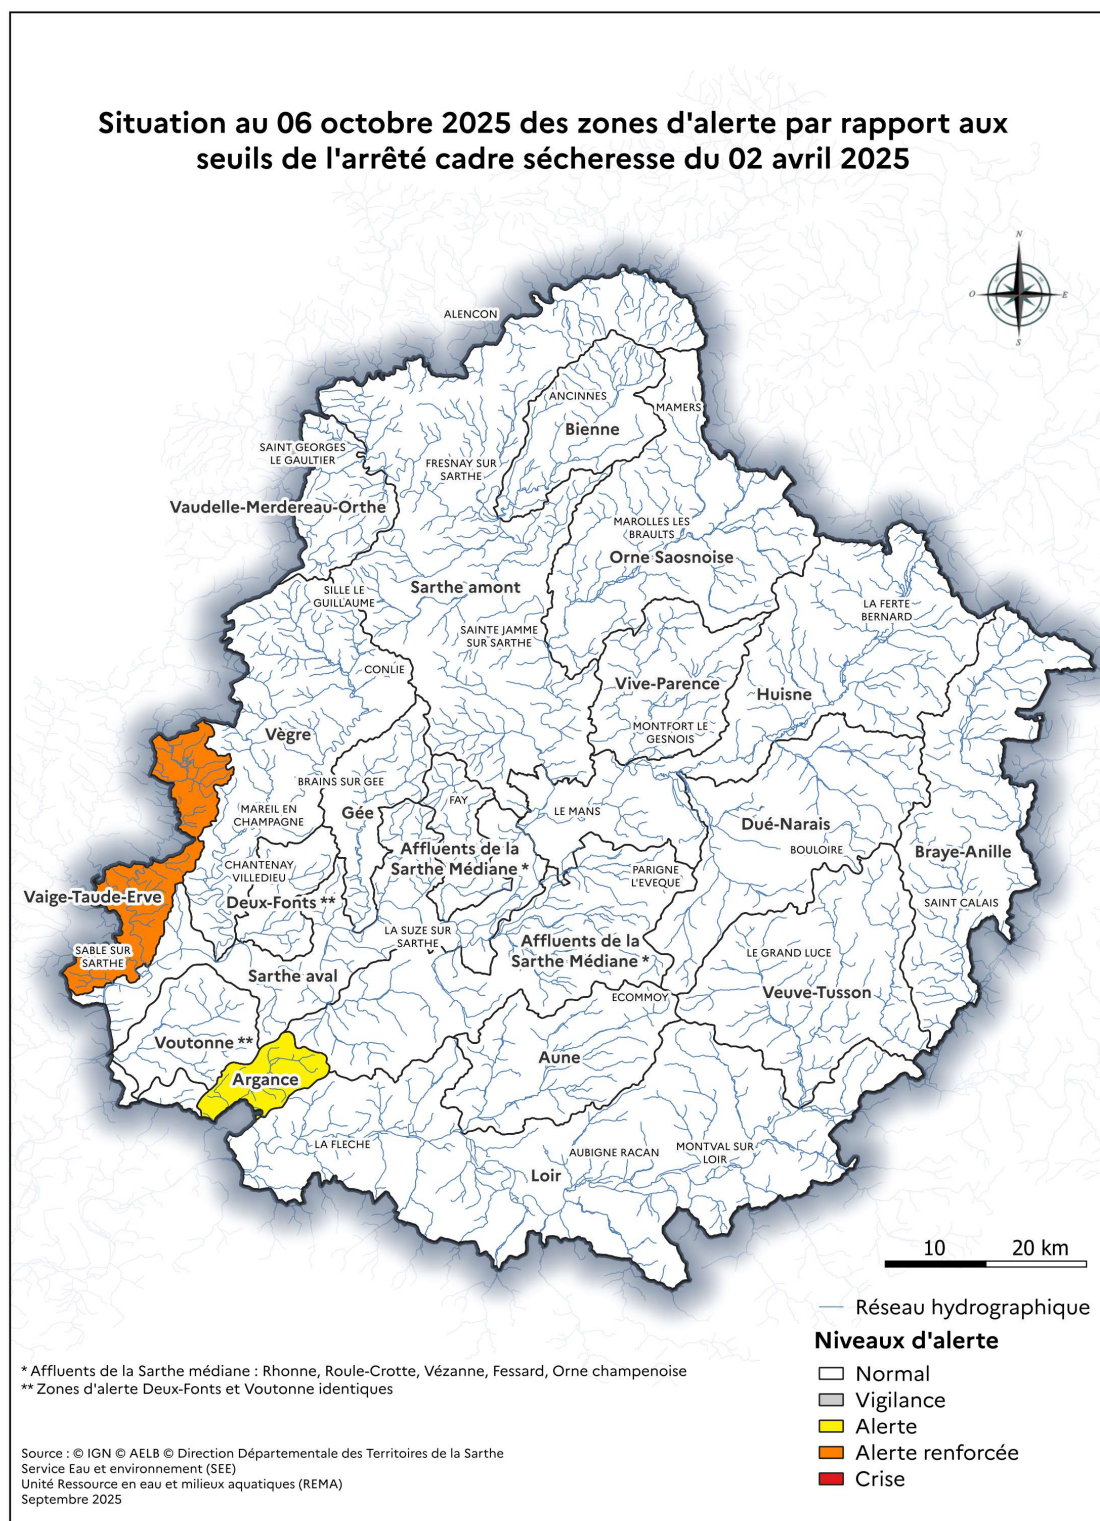 Situation au 06 octobre 2025 des zones d'alerte par rapport aux
seuils de l'arrêté cadre sécheresse du 02 avril 2025
N
O
E
S
ALENCON
ANCINNES
MAMERS
Bienne
SAINT GEORGES
LE GAULTIER
FRESNAY SUR
SARTHE
Vaudelle-Merdereau-Orthe
MAROLLES LES
BRAULTS
Orne Saosnoise
SILLE LE
GUILLAUME
Sarthe amont
LA FERTE
BERNARD
SAINTE JAMME
SUR SARTHE
CONLIE
Vive-Parence
Huisne
MONTFORT LE
GESNOIS
Vègre
BRAINS SUR GEE
FAY
LE MANS
MAREIL EN
CHAMPAGNE
Gée
Dué-Narais
BOULOIRE
Affluents de la
Sarthe Médiane *
Braye-Anille
CHANTENAY
VILLEDIEU
PARIGNE
L'EVEQUE
Vaige-Taude-Erve
Deux-Fonts **
SAINT CALAIS
LA SUZE SUR
SARTHE
Affluents de la
Sarthe Médiane *
SABLE SUR
SARTHE
LE GRAND LUCE
Sarthe aval
ECOMMOY
Veuve-Tusson
Voutonne **
Aune
Argance
LA FLECHE
AUBIGNE RACAN
MONTVAL SUR
LOIR
Loir
10 20 km
Réseau hydrographique
Niveaux d'alerte
Normal
Vigilance
Alerte
Alerte renforcée
Crise
* Affluents de la Sarthe médiane : Rhonne, Roule-Crotte, Vézanne, Fessard, Orne champenoise
** Zones d'alerte Deux-Fonts et Voutonne identiques
Source : © IGN © AELB © Direction Départementale des Territoires de la Sarthe
Service Eau et environnement (SEE)
Unité Ressource en eau et milieux aquatiques (REMA)
Septembre 2025